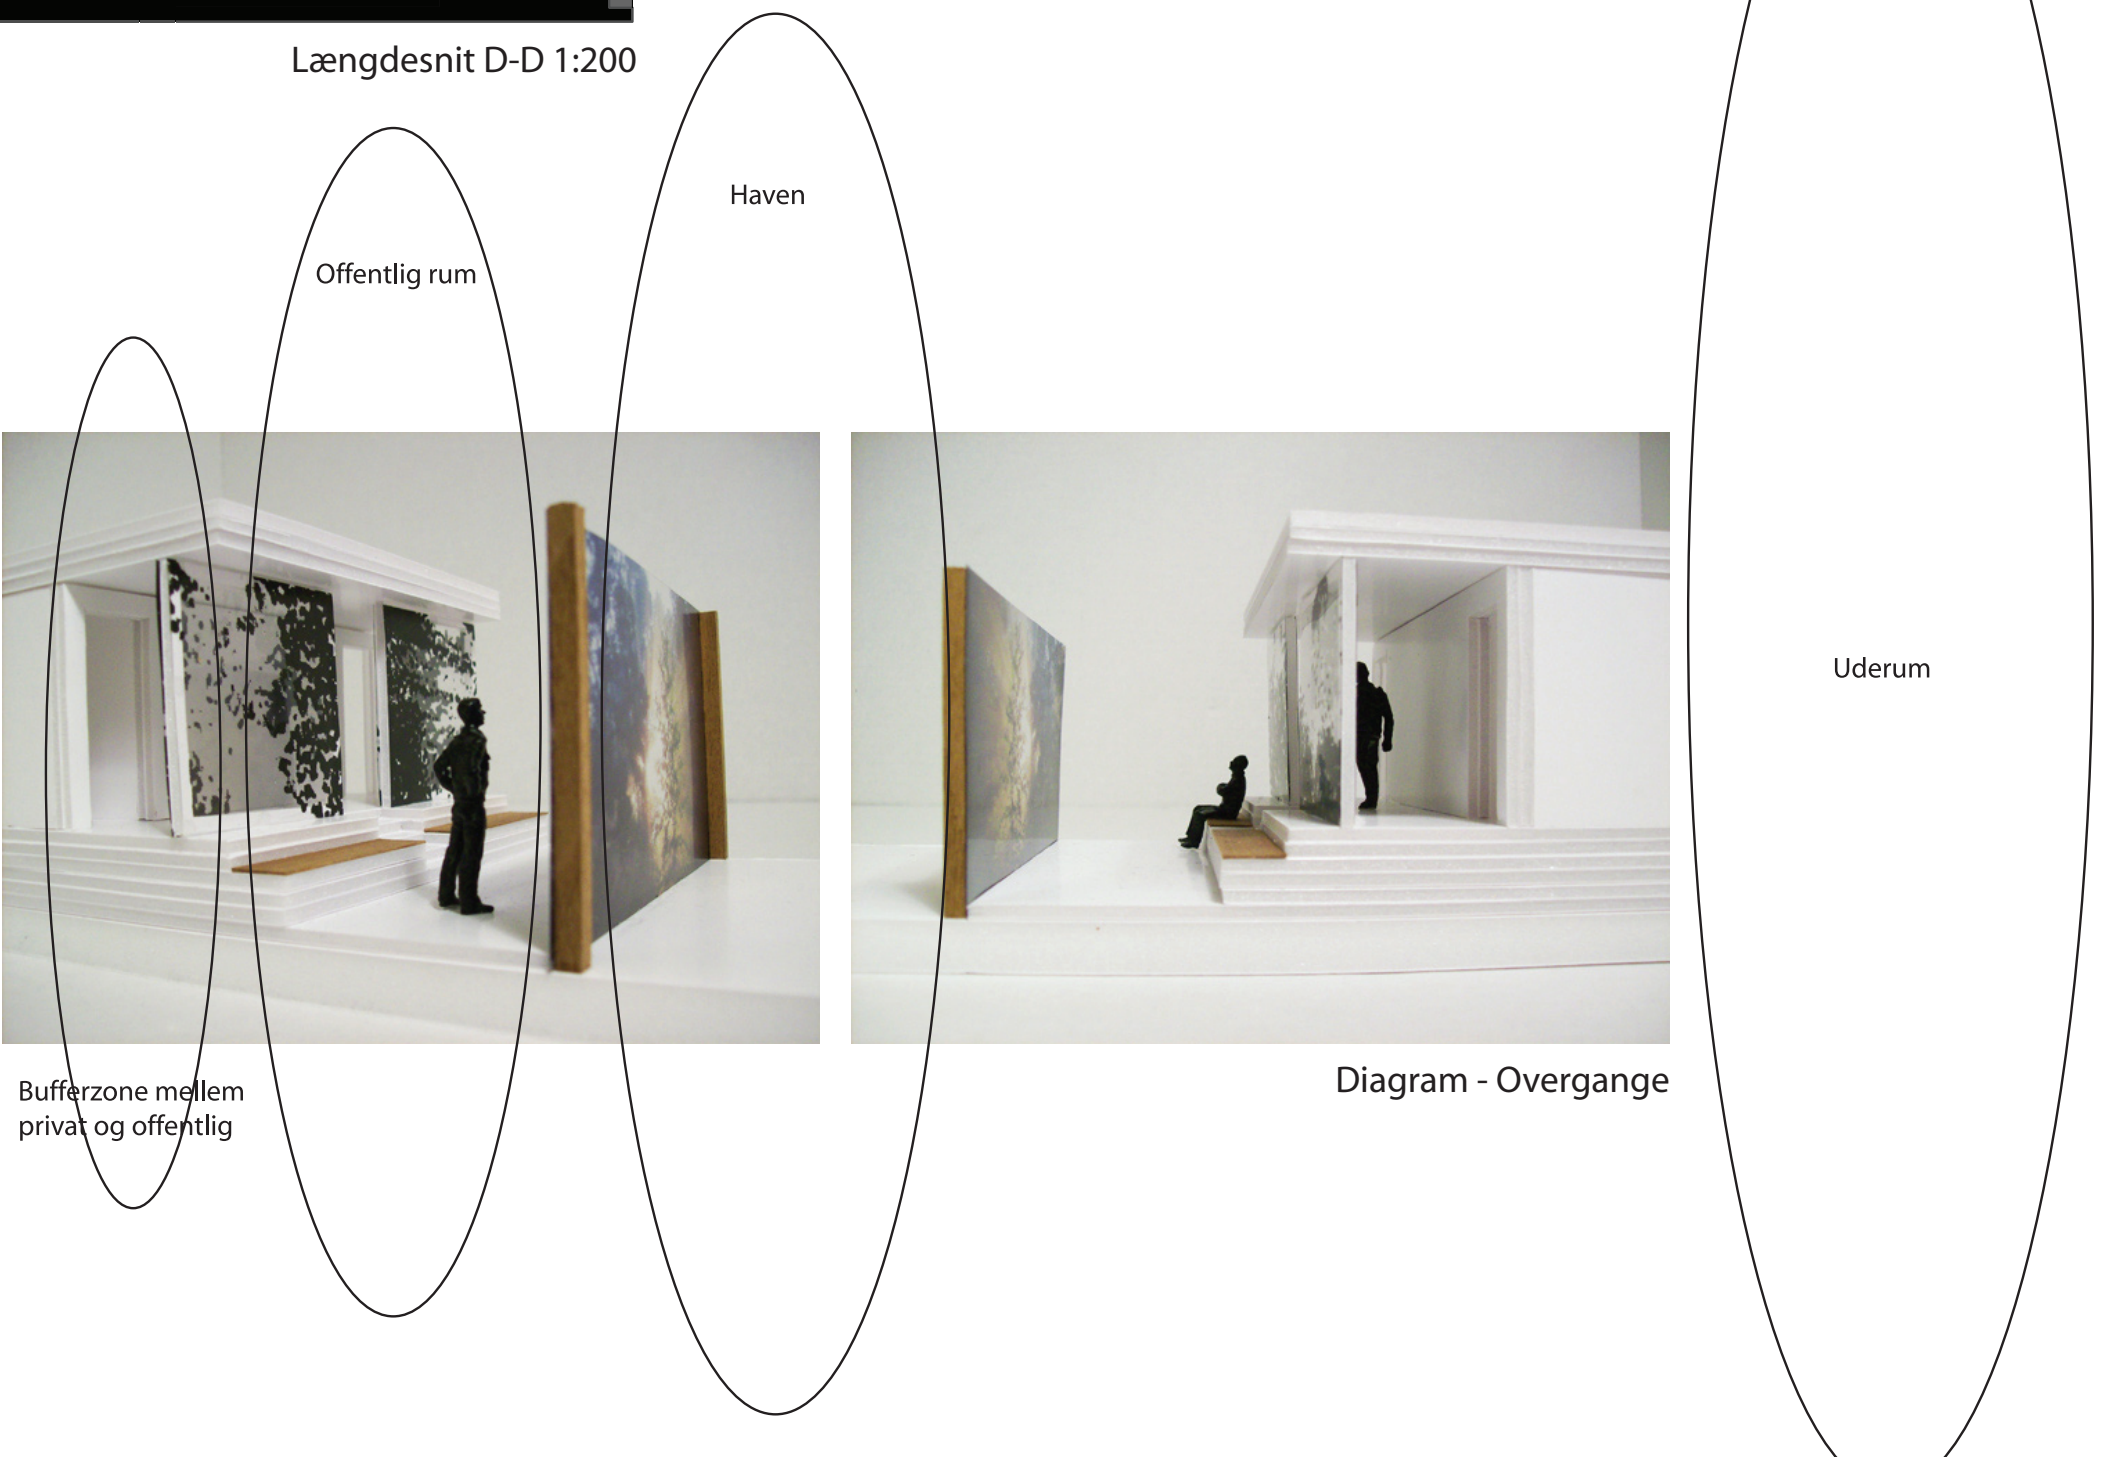 Længdesnit D-D 1:200
Haven
Offentlig rum
Uderum
Bufferzone mellem
privat og offentlig
Diagram - Overgange